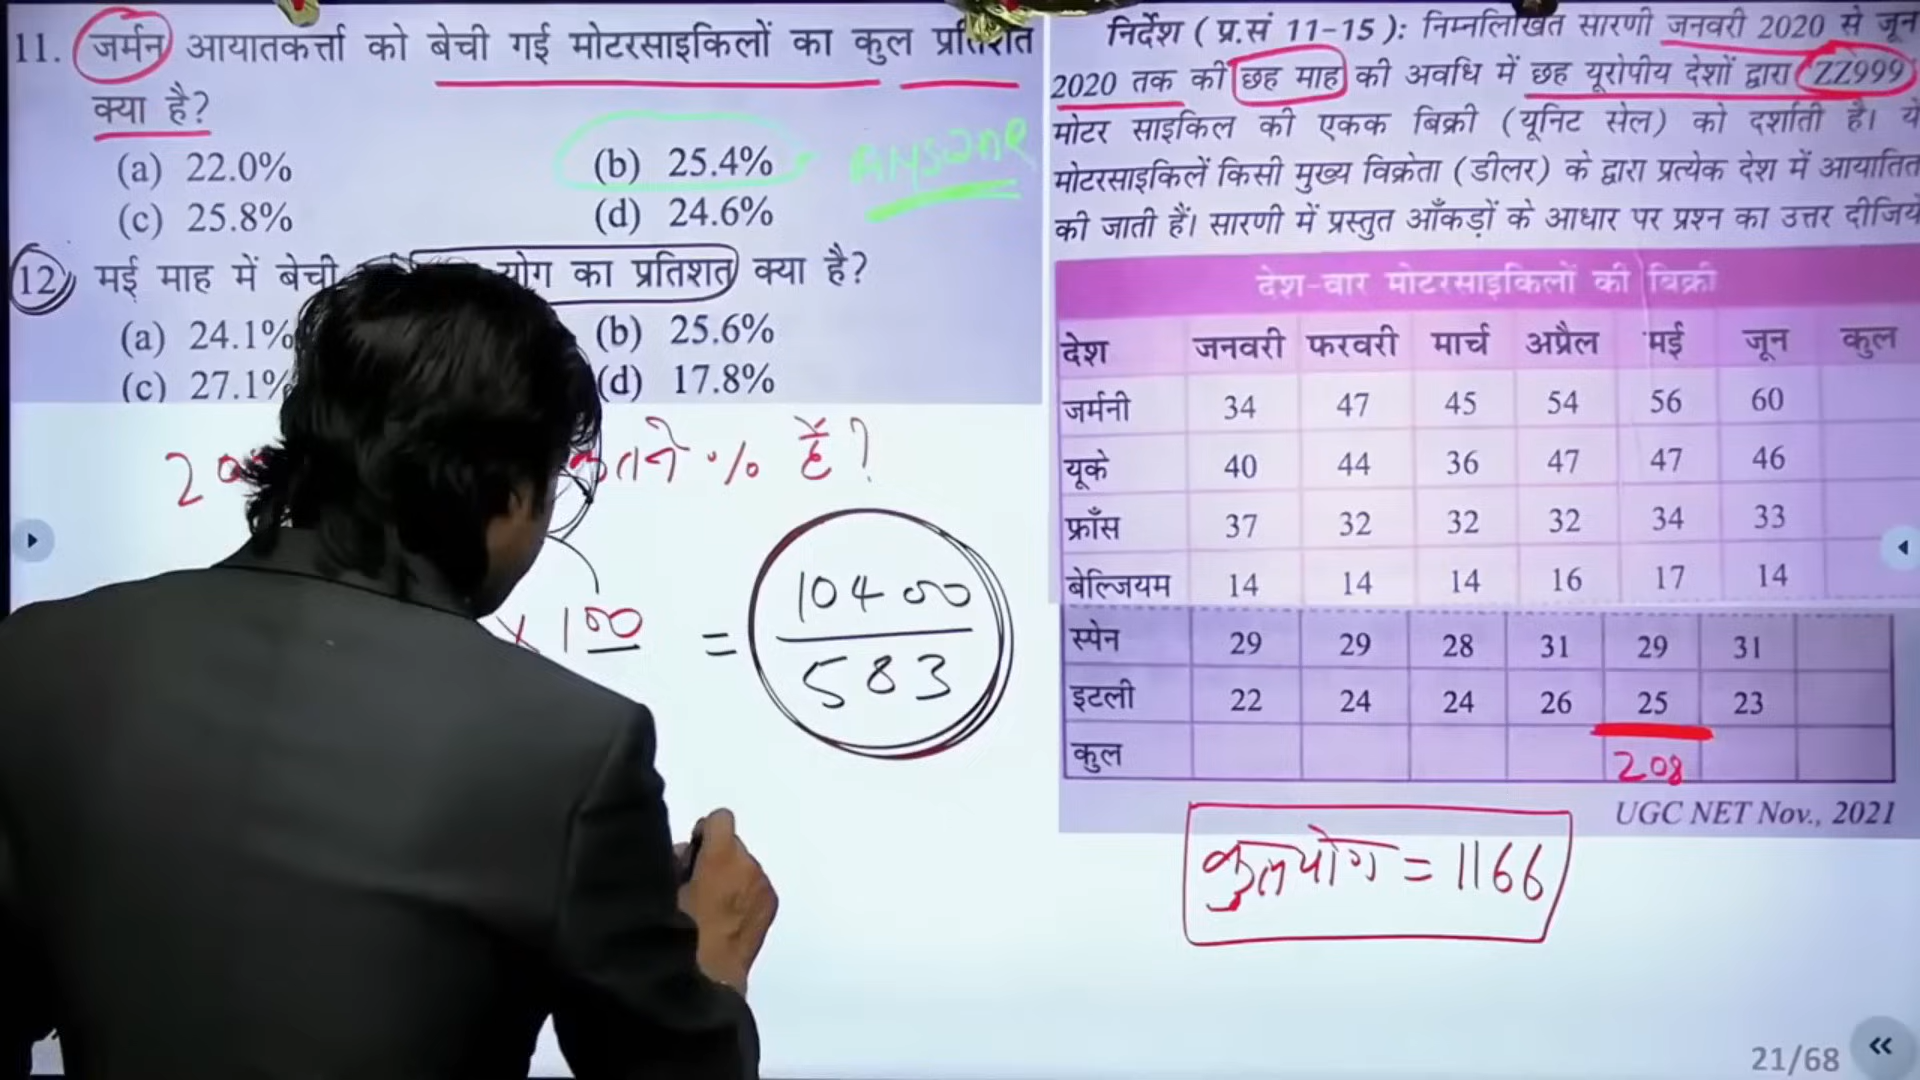 11. जर्मन आयातकर्त्ता को बेची गई मोटरसाइकिलों का कुल प्रतिशत
क्या है?
(a) 22.0% (b) 25.4% ANSWER
(c) 25.8% (d) 24.6%
12. मई माह में बेची योग का प्रतिशत क्या है?
(a) 24.1% (b) 25.6%
(c) 27.1% (d) 17.8%
% है?
× 100 = 10400
583
निर्देश ( प्र.सं 11-15 ): निम्नलिखित सारणी जनवरी 2020 से जून
2020 तक की छह माह की अवधि में छह यूरोपीय देशों द्वारा ZZ999
मोटर साइकिल की एकक बिक्री (यूनिट सेल) को दर्शाती है। ये
मोटरसाइकिलें किसी मुख्य विक्रेता (डीलर) के द्वारा प्रत्येक देश में आयातित
की जाती हैं। सारणी में प्रस्तुत आँकड़ों के आधार पर प्रश्न का उत्तर दीजिये
देश-वार मोटरसाइकिलों की बिक्री
देश जनवरी फरवरी मार्च अप्रैल मई जून कुल
जर्मनी 34 47 45 54 56 60
यूके 40 44 36 47 47 46
फ्राँस 37 32 32 32 34 33
बेल्जियम 14 14 14 16 17 14
स्पेन 29 29 28 31 29 31
इटली 22 24 24 26 25 23
कुल 208
UGC NET Nov., 2021
कुलयोग = 1166
21/68